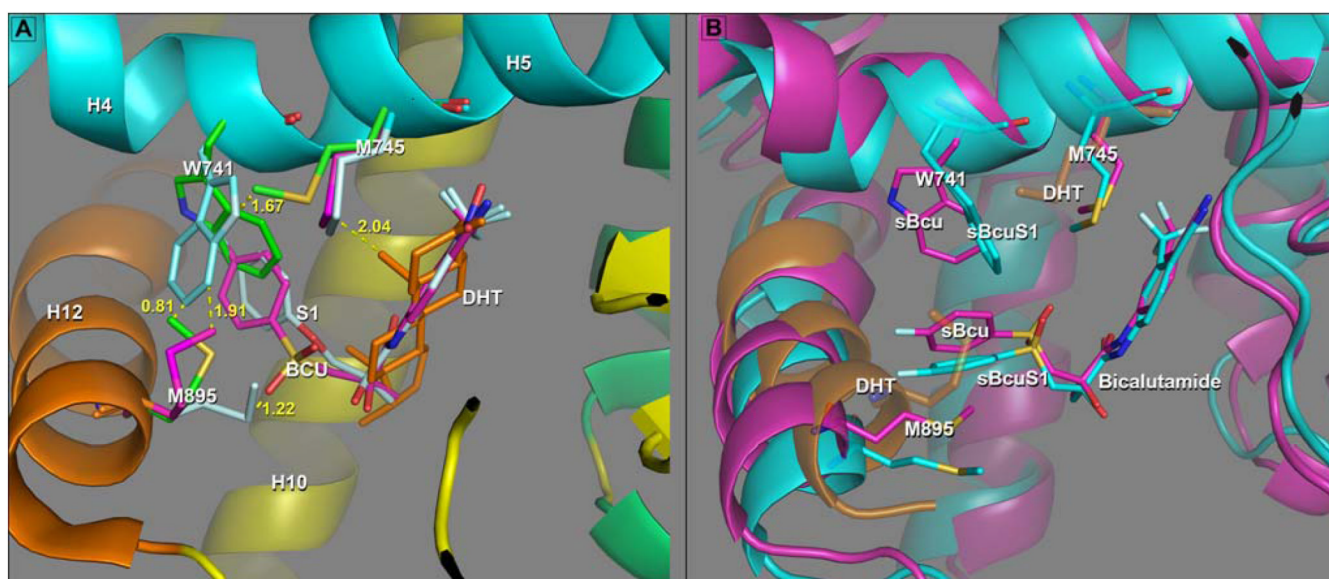 A
H5
H4
W741
M745
1.67
2.04
DHT
H12
0.81
1.91
S1
BCU
M895
1.22
H10
B
M745
W741
DHT
sBcu
sBcuS1
sBcu
sBcuS1
DHT
Bicalutamide
M895